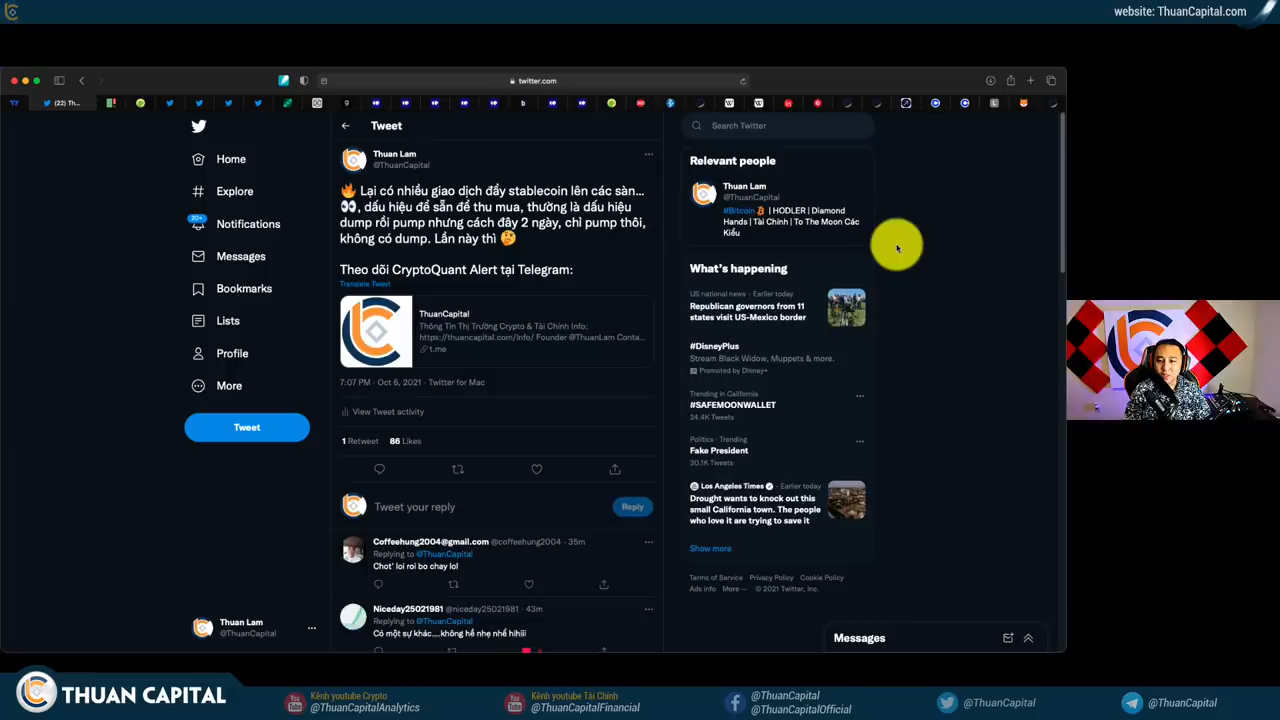 website: ThuanCapital.com
twitter.com
(22) Th...
Home
Explore
20+
Notifications
Messages
Bookmarks
Lists
Profile
More
Tweet
Thuan Lam
@ThuanCapital
Tweet
Thuan Lam
@ThuanCapital
🔥 Lại có nhiều giao dịch đẩy stablecoin lên các sàn...
👀, dấu hiệu để sẵn để thu mua, thường là dấu hiệu
dump rồi pump nhưng cách đây 2 ngày, chỉ pump thôi,
không có dump. Lần này thì 🤔
Theo dõi CryptoQuant Alert tại Telegram:
Translate Tweet
ThuanCapital
Thông Tin Thị Trường Crypto & Tài Chính Info:
https://thuancapital.com/info/ Founder @ThuanLam Conta...
t.me
7:07 PM · Oct 6, 2021 · Twitter for Mac
View Tweet activity
1 Retweet 86 Likes
Tweet your reply
Reply
Coffeehung2004@gmail.com @coffeehung2004 · 35m
Replying to @ThuanCapital
Chot' loi roi bo chay lol
Niceday25021981 @niceday25021981 · 43m
Replying to @ThuanCapital
Có một sự khác....không hề nhẹ nhể hihiii
Search Twitter
Relevant people
Thuan Lam
@ThuanCapital
#Bitcoin | HODLER | Diamond
Hands | Tài Chính | To The Moon Các
Kiểu
What's happening
US national news · Earlier today
Republican governors from 11
states visit US-Mexico border
#DisneyPlus
Stream Black Widow, Muppets & more.
Promoted by Disney+
Trending in California
#SAFEMOONWALLET
24.4K Tweets
Politics · Trending
Fake President
30.1K Tweets
Los Angeles Times · Earlier today
Drought wants to knock out this
small California town. The people
who love it are trying to save it
Show more
Terms of Service Privacy Policy Cookie Policy
Ads info More ··· © 2021 Twitter, Inc.
Messages
THUAN CAPITAL
Kênh youtube Crypto
@ThuanCapitalAnalytics
Kênh youtube Tài Chính
@ThuanCapitalFinancial
@ThuanCapital
@ThuanCapitalOfficial
@ThuanCapital
@ThuanCapital